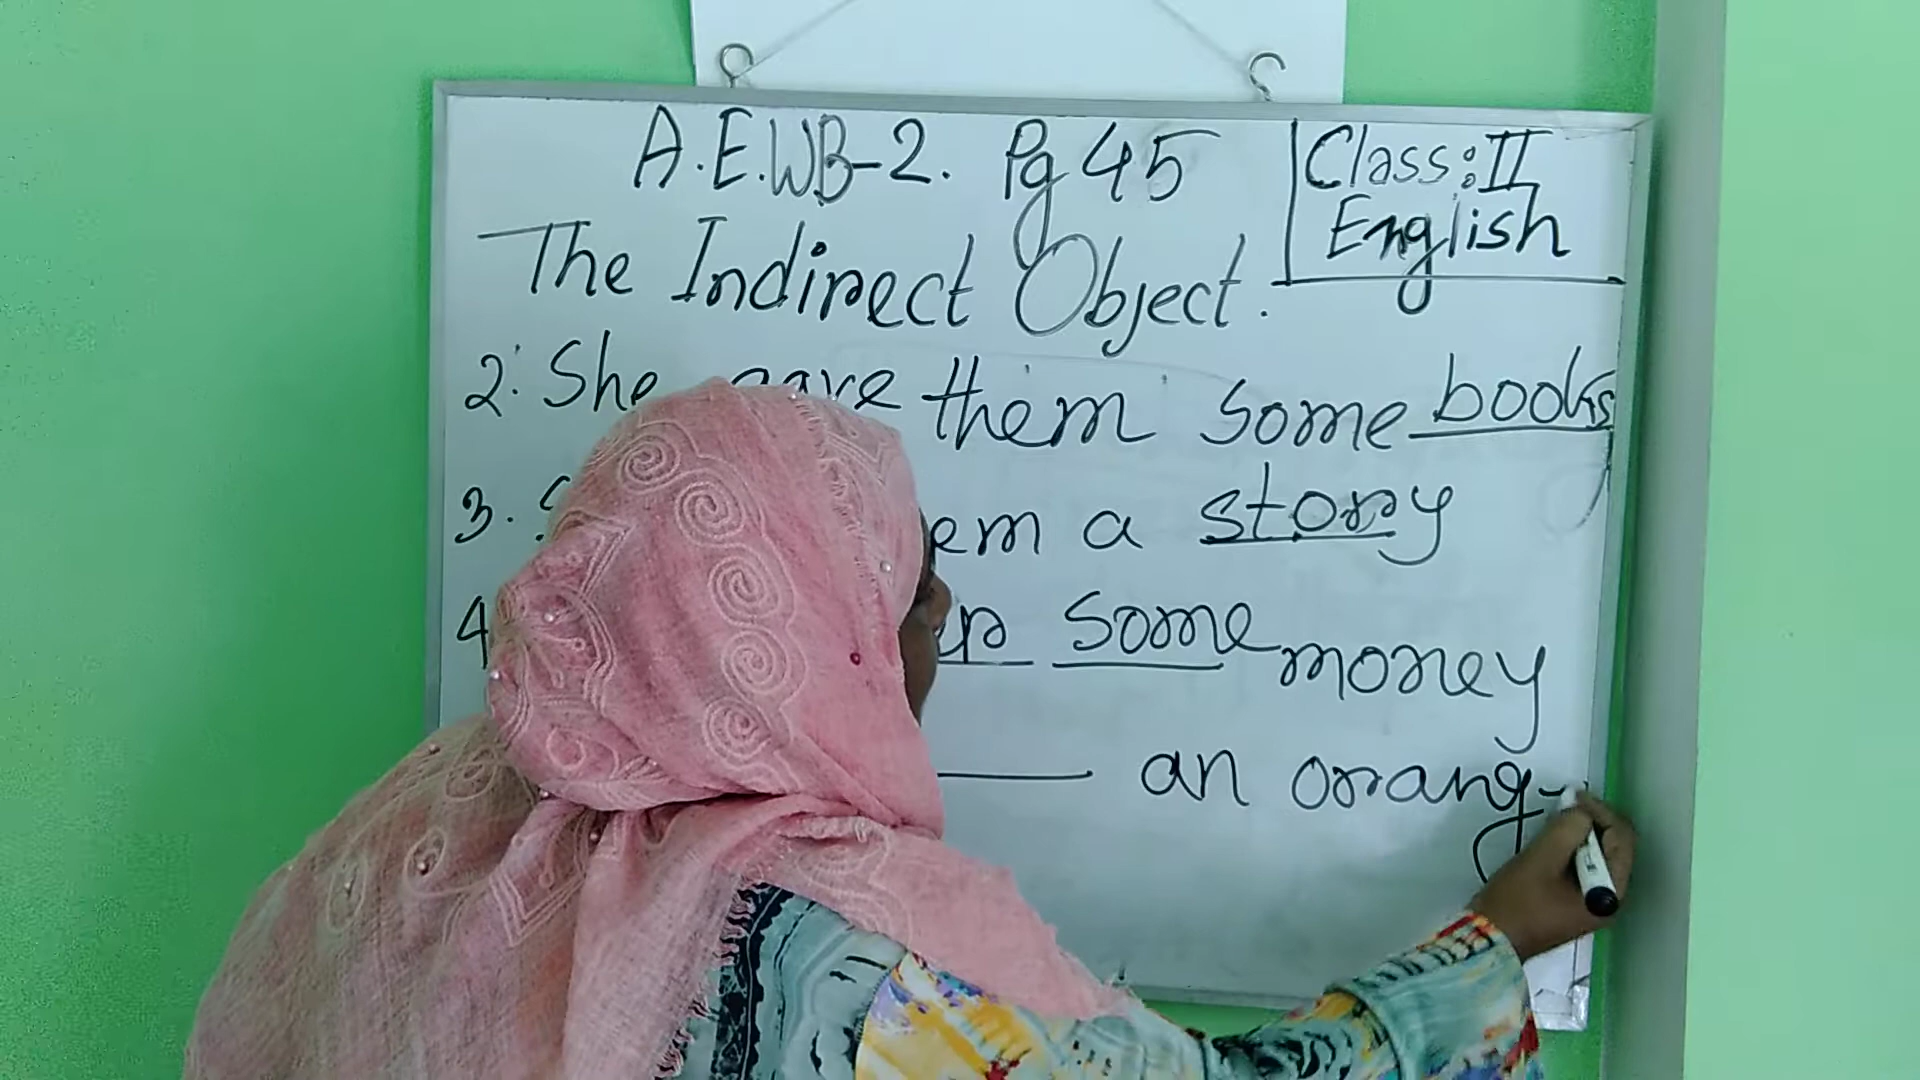 A.E.WB-2. Pg 45
Class: II
English
The Indirect Object.
2. She gave them some books
3. a story
4. some money
an orang